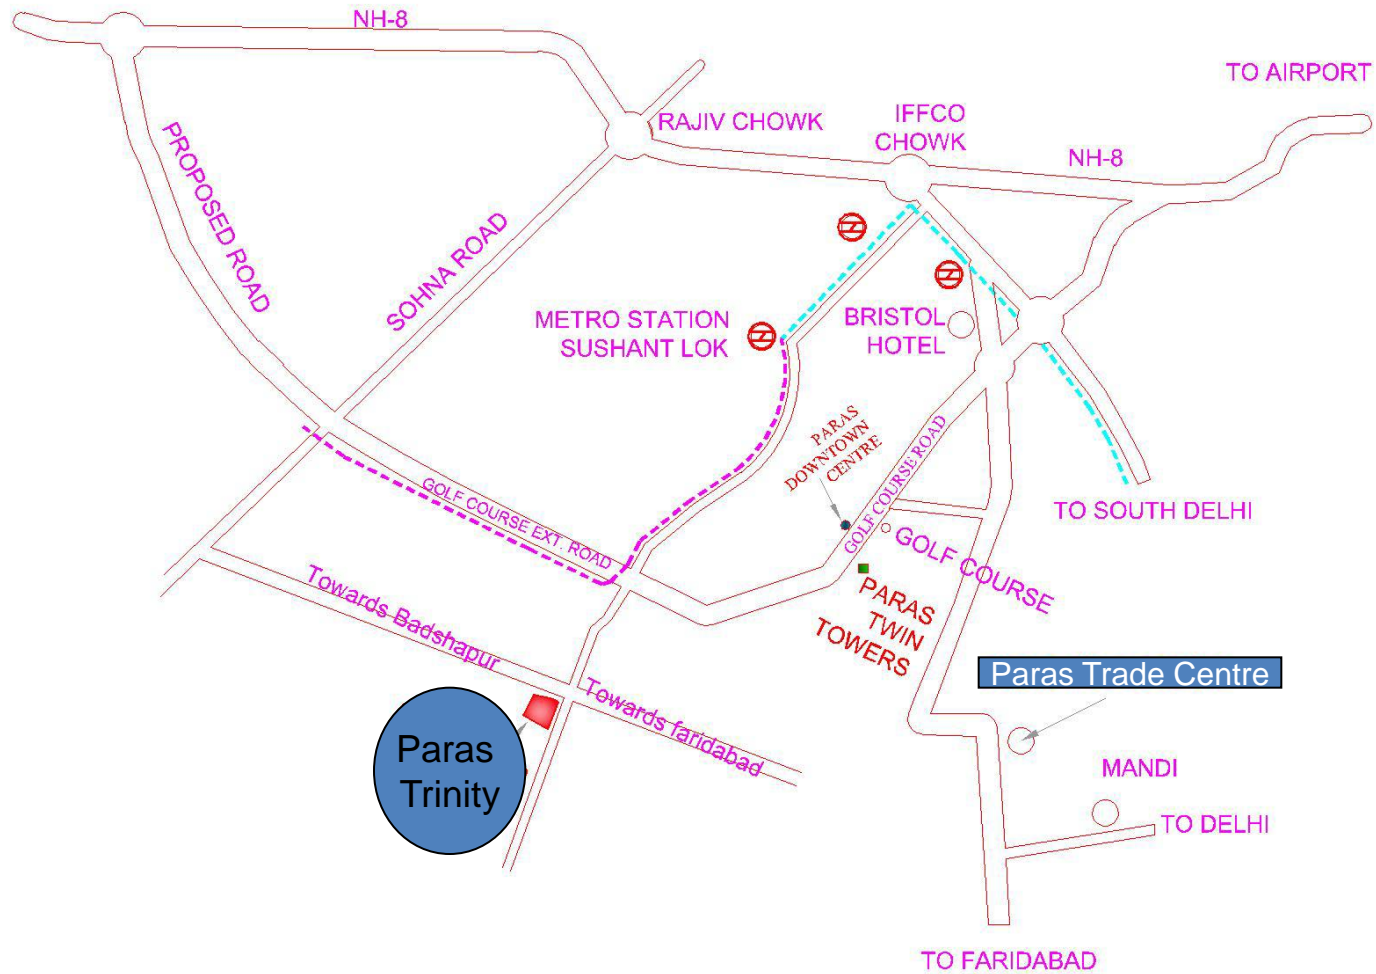 NH-8
TO AIRPORT
RAJIV CHOWK
IFFCO
CHOWK
NH-8
PROPOSED ROAD
SOHNA ROAD
METRO STATION
SUSHANT LOK
BRISTOL
HOTEL
PARAS
DOWNTOWN
CENTRE
GOLF COURSE ROAD
TO SOUTH DELHI
GOLF COURSE EXT. ROAD
GOLF COURSE
Towards Badshapur
PARAS
TWIN
TOWERS
Paras Trade Centre
Towards faridabad
Paras
Trinity
MANDI
TO DELHI
TO FARIDABAD